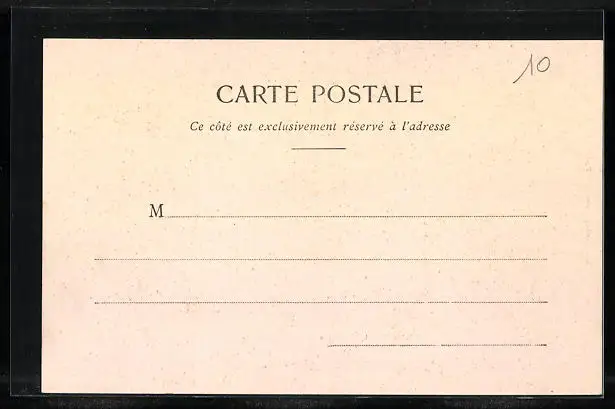 10
CARTE POSTALE
Ce côté est exclusivement réservé à l'adresse
M